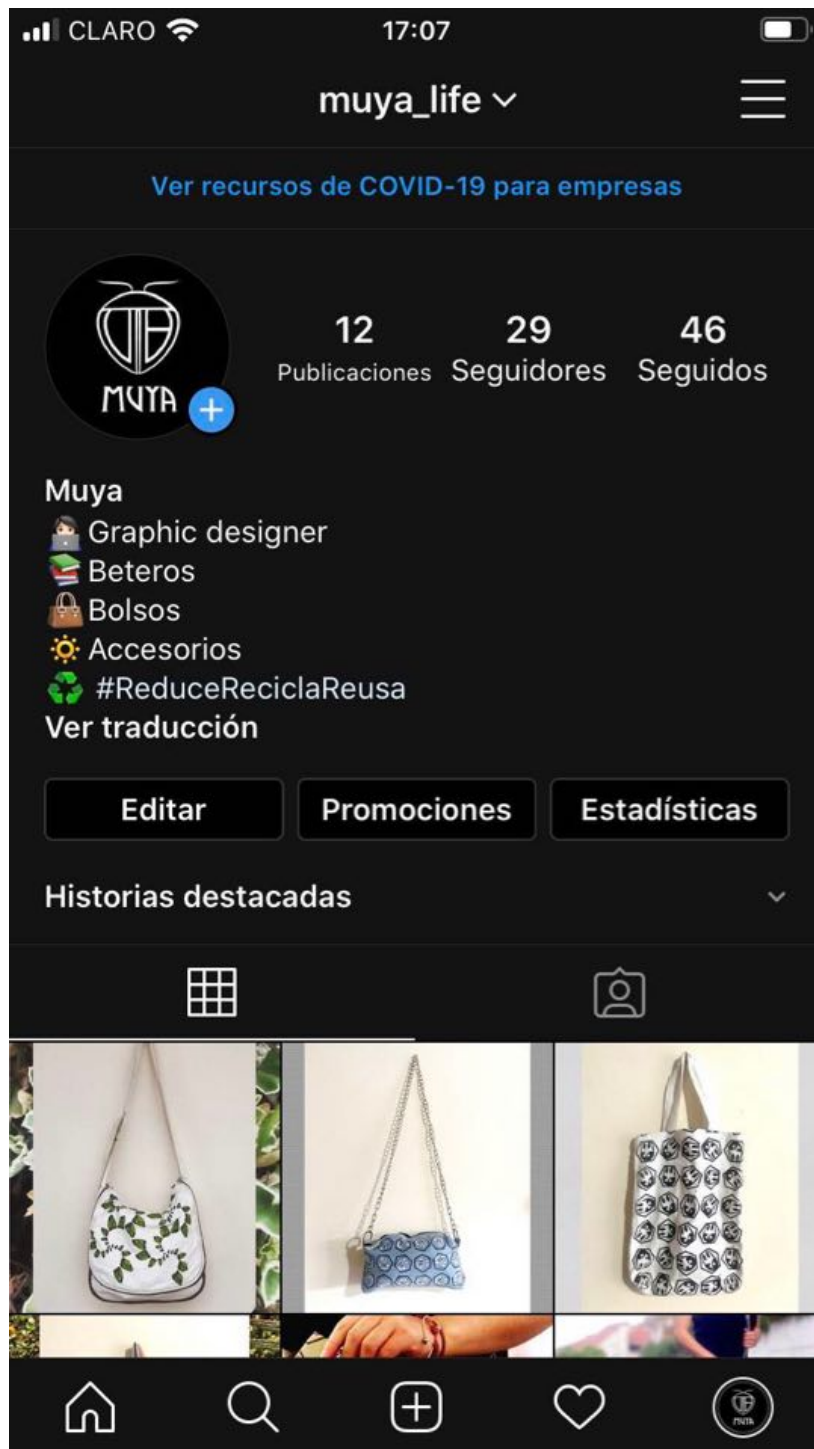 CLARO 17:07
muya_life
Ver recursos de COVID-19 para empresas
MUYA
12 29 46
Publicaciones Seguidores Seguidos
Muya
Graphic designer
Beteros
Bolsos
Accesorios
#ReduceReciclaReusa
Ver traducción
Editar Promociones Estadísticas
Historias destacadas
MUYA